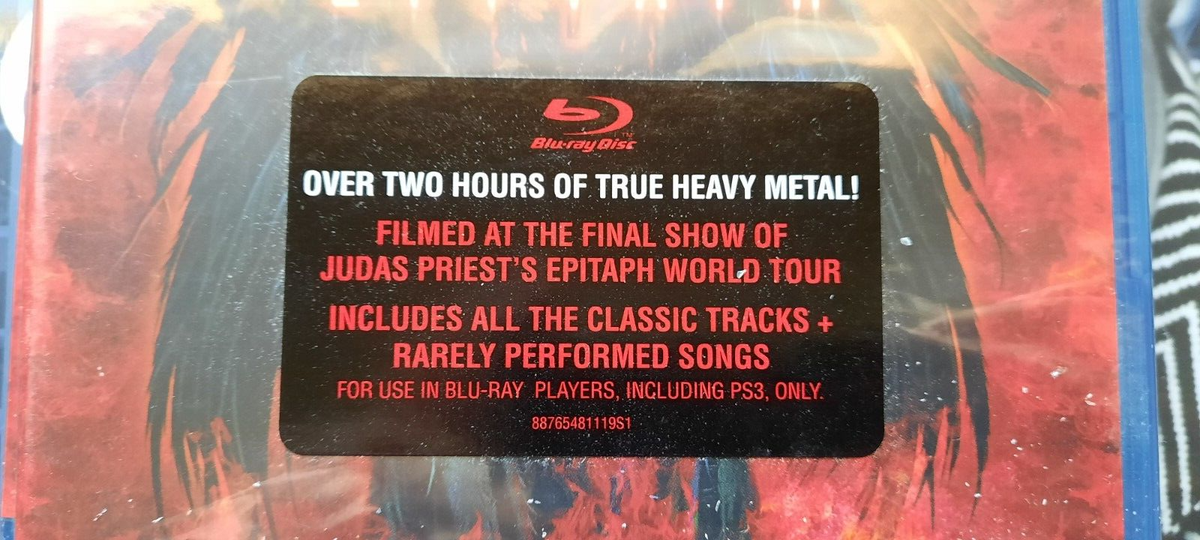 Blu-ray Disc
OVER TWO HOURS OF TRUE HEAVY METAL!
FILMED AT THE FINAL SHOW OF
JUDAS PRIEST'S EPITAPH WORLD TOUR
INCLUDES ALL THE CLASSIC TRACKS +
RARELY PERFORMED SONGS
FOR USE IN BLU-RAY PLAYERS, INCLUDING PS3, ONLY.
88765481119S1